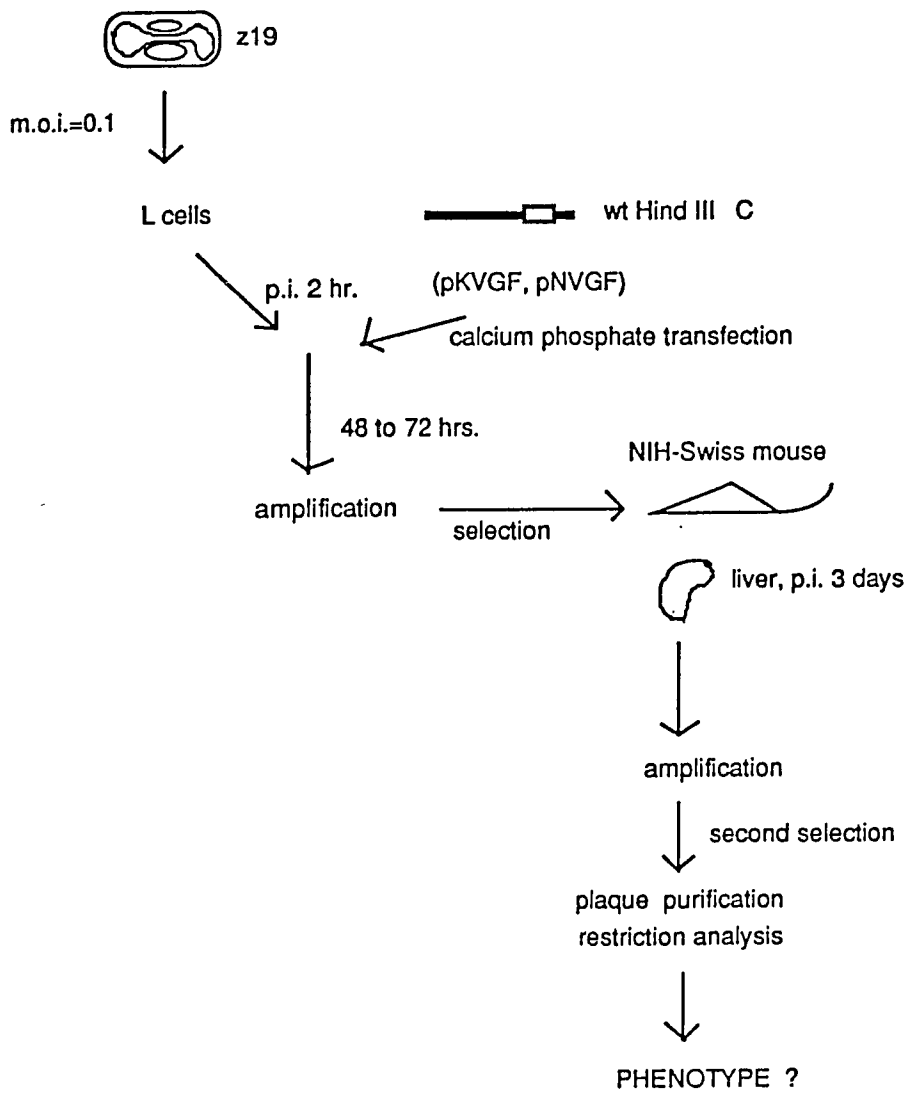 z19
m.o.i.=0.1
L cells
wt Hind III C
p.i. 2 hr.
(pKVGF, pNVGF)
calcium phosphate transfection
48 to 72 hrs.
NIH-Swiss mouse
amplification
selection
liver, p.i. 3 days
amplification
second selection
plaque purification
restriction analysis
PHENOTYPE ?